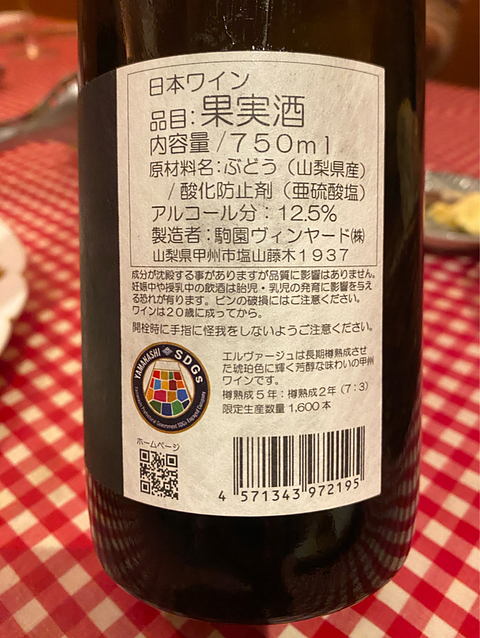 日本ワイン
品目:果実酒
内容量/750ml
原材料名:ぶどう(山梨県産)
/酸化防止剤(亜硫酸塩)
アルコール分:12.5%
製造者:駒園ヴィンヤード㈱
山梨県甲州市塩山藤木1937
成分が沈殿する事がありますが品質に影響はありません。
妊娠中や授乳中の飲酒は胎児・乳児の発育に影響を与え
る恐れが有ります。ビンの破損にはご注意ください。
ワインは20歳に成ってから。
開栓時に手指に怪我をしないようご注意ください。
YAMANASHI SDGs
エルヴァージュは長期樽熟成させ
た琥珀色に輝く芳醇な味わいの甲州
ワインです。
樽熟成5年:樽熟成2年(7:3)
限定生産数量 1,600本
ホームページ
4 571343 972195